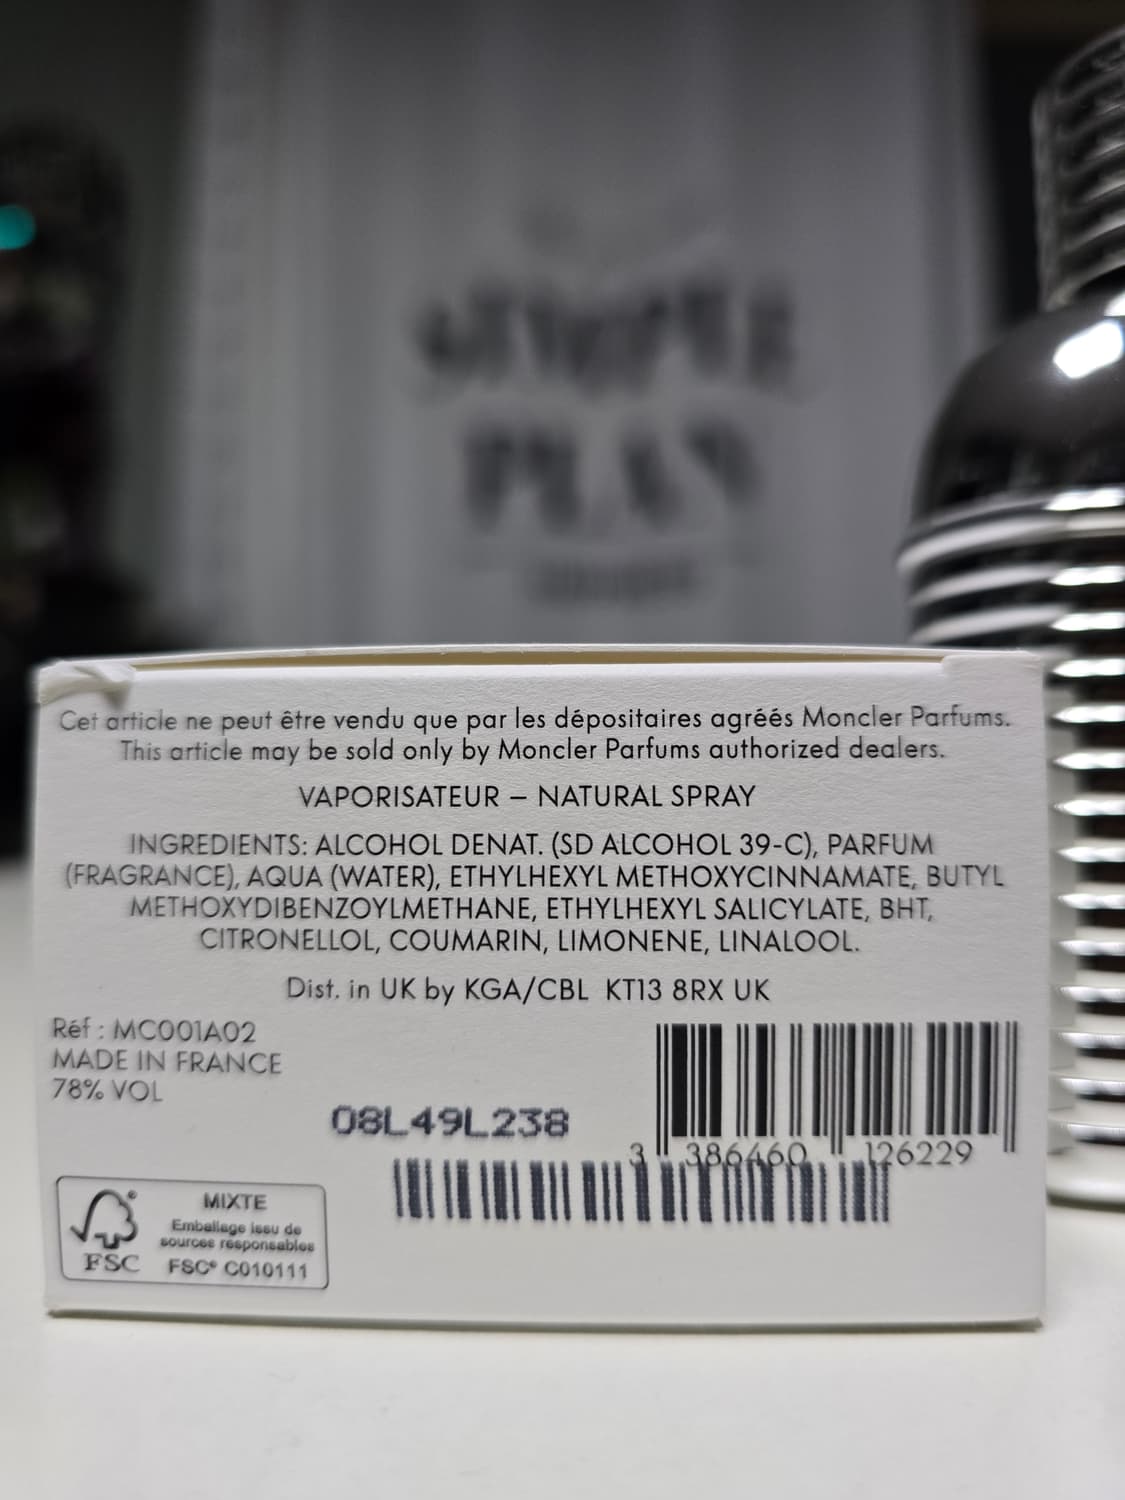 Cet article ne peut être vendu que par les dépositaires agréés Moncler Parfums.
This article may be sold only by Moncler Parfums authorized dealers.
VAPORISATEUR – NATURAL SPRAY
INGREDIENTS: ALCOHOL DENAT. (SD ALCOHOL 39-C), PARFUM
(FRAGRANCE), AQUA (WATER), ETHYLHEXYL METHOXYCINNAMATE, BUTYL
METHOXYDIBENZOYLMETHANE, ETHYLHEXYL SALICYLATE, BHT,
CITRONELLOL, COUMARIN, LIMONENE, LINALOOL.
Dist. in UK by KGA/CBL KT13 8RX UK
Réf : MC001A02
MADE IN FRANCE
78% VOL
08L49L238
3 386460 126229
MIXTE
Emballage issu de
sources responsables
FSC
FSC® C010111